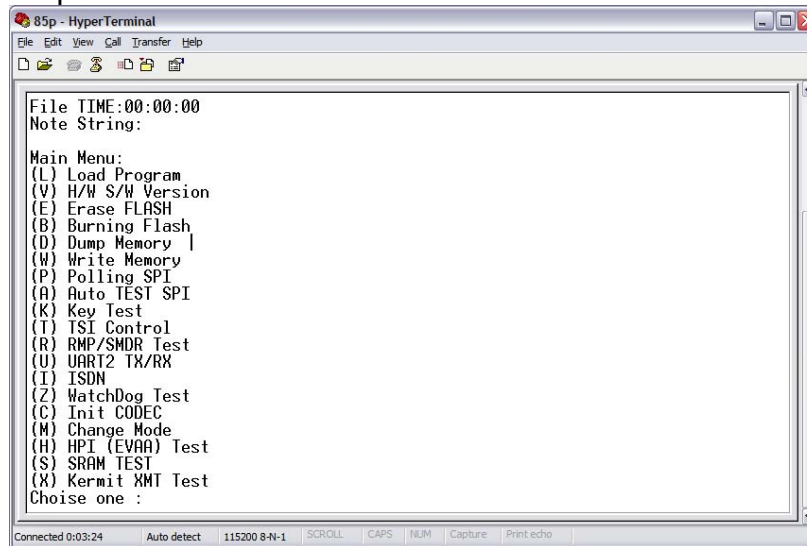 85p - HyperTerminal
File Edit View Call Transfer Help
File TIME:00:00:00
Note String:
Main Menu:
(L) Load Program
(V) H/W S/W Version
(E) Erase FLASH
(B) Burning Flash
(D) Dump Memory
(W) Write Memory
(P) Polling SPI
(A) Auto TEST SPI
(K) Key Test
(T) TSI Control
(R) RMP/SMDR Test
(U) UART2 TX/RX
(I) ISDN
(Z) WatchDog Test
(C) Init CODEC
(M) Change Mode
(H) HPI (EVAA) Test
(S) SRAM TEST
(X) Kermit XMT Test
Choise one :
Connected 0:03:24 Auto detect 115200 8-N-1 SCROLL CAPS NUM Capture Print echo